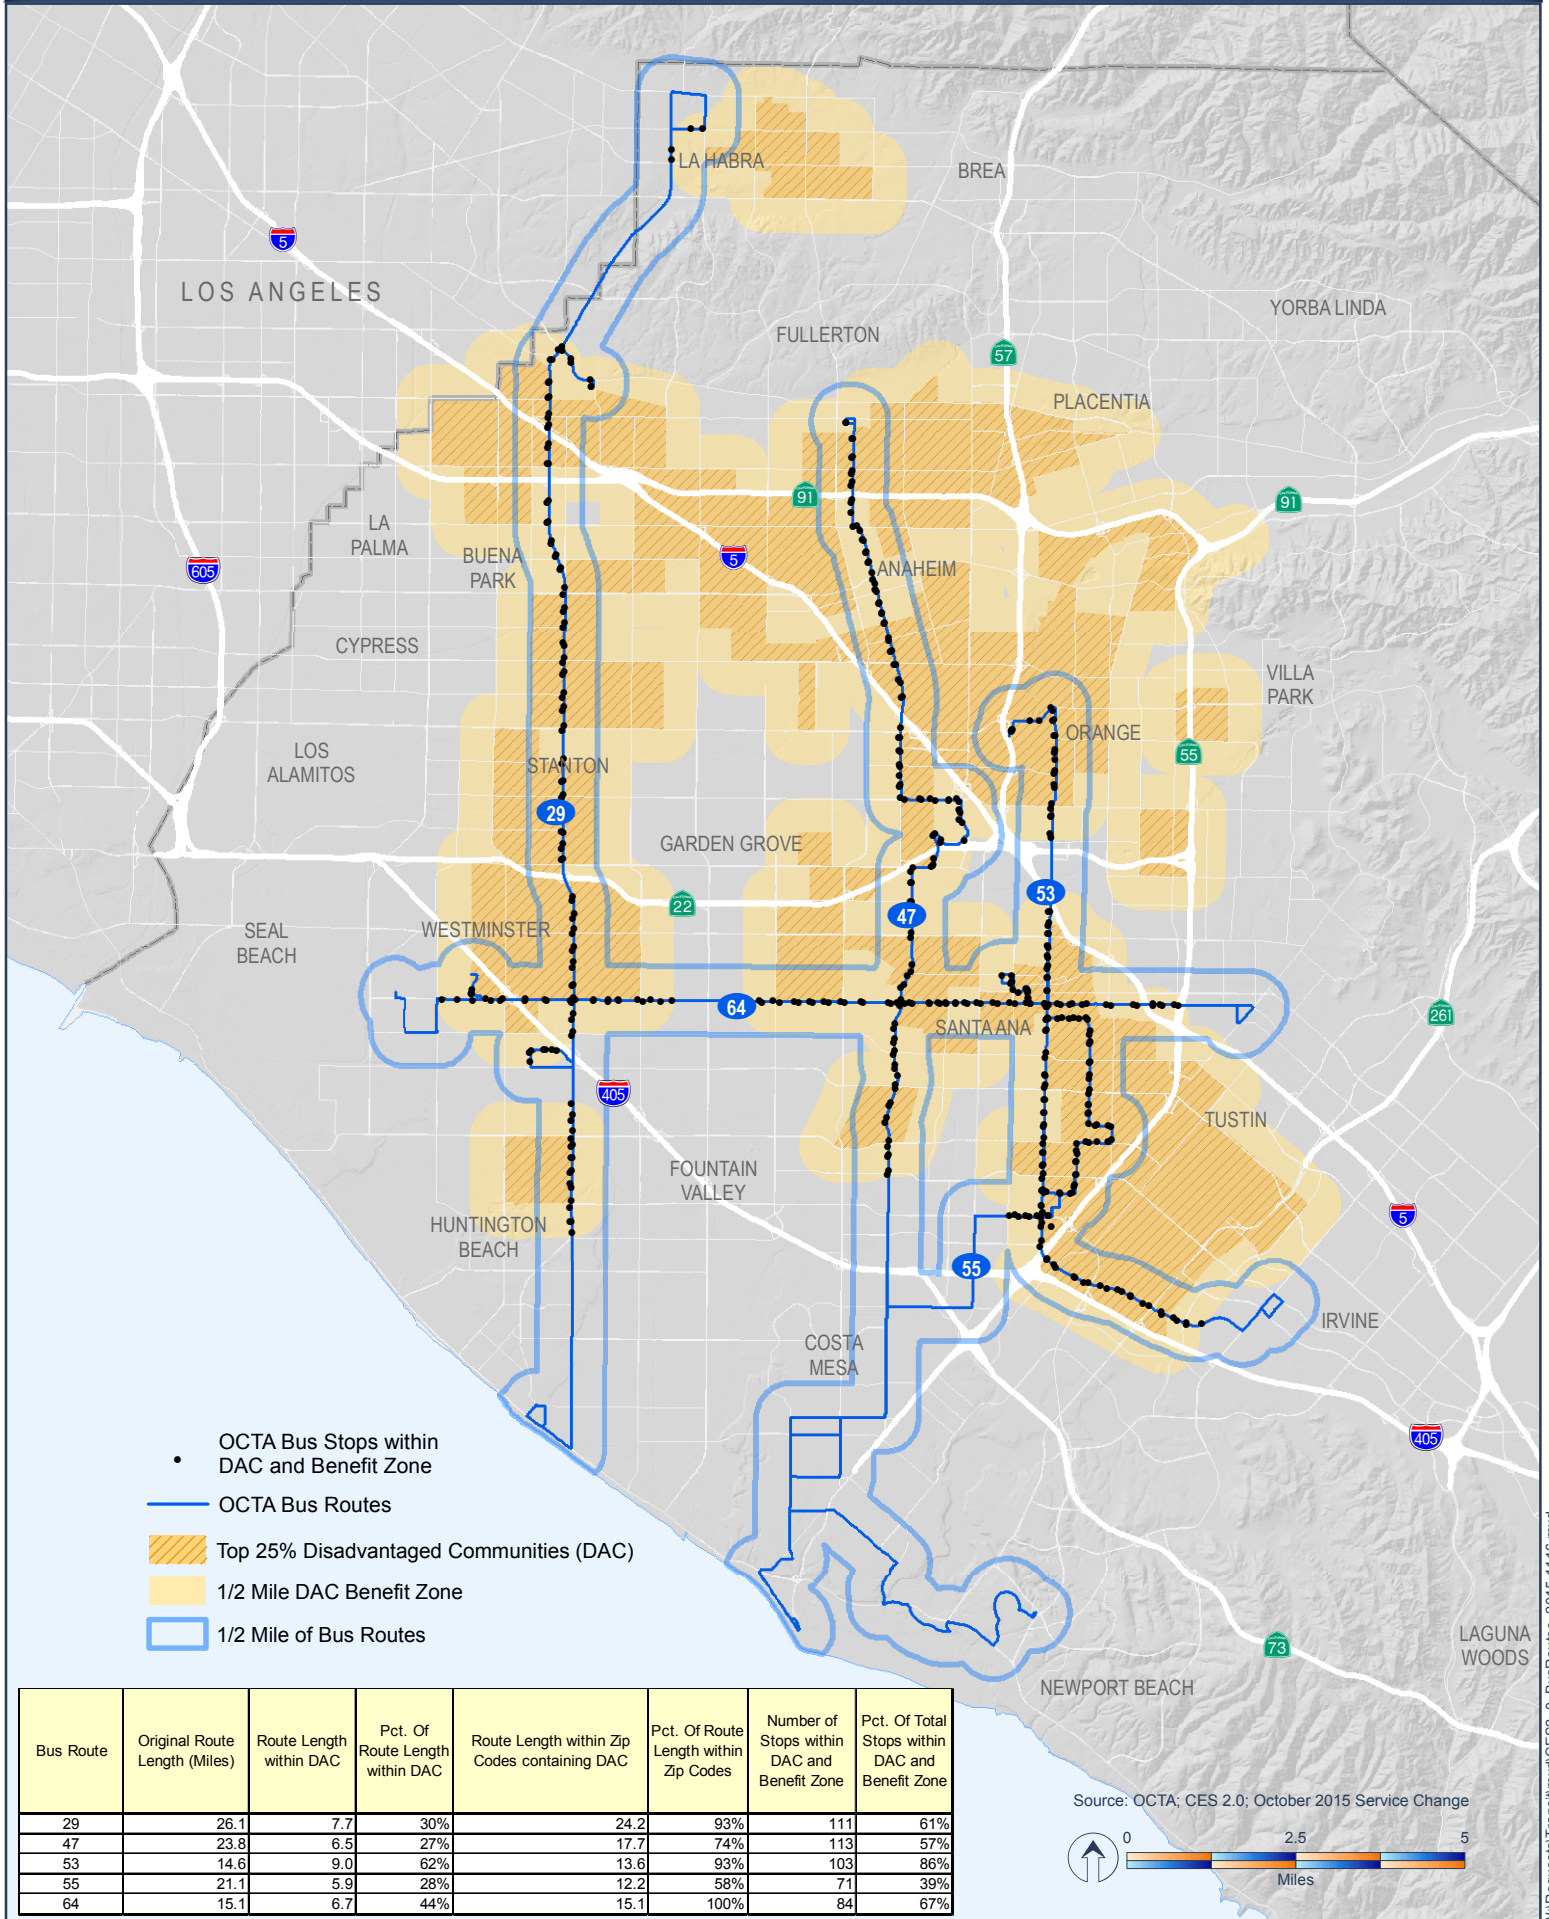 LA HABRA
BREA
5
LOS ANGELES
YORBA LINDA
FULLERTON
57
PLACENTIA
91
91
LA
PALMA
BUENA
PARK
5
ANAHEIM
605
CYPRESS
VILLA
PARK
ORANGE
LOS
ALAMITOS
STANTON
55
29
GARDEN GROVE
53
22
47
SEAL
BEACH
WESTMINSTER
64
SANTA ANA
261
405
TUSTIN
FOUNTAIN
VALLEY
HUNTINGTON
BEACH
5
55
IRVINE
COSTA
MESA
405
OCTA Bus Stops within
DAC and Benefit Zone
OCTA Bus Routes
Top 25% Disadvantaged Communities (DAC)
1/2 Mile DAC Benefit Zone
1/2 Mile of Bus Routes
73
LAGUNA
WOODS
NEWPORT BEACH
Bus Route | Original Route Length (Miles) | Route Length within DAC | Pct. Of Route Length within DAC | Route Length within Zip Codes containing DAC | Pct. Of Route Length within Zip Codes | Number of Stops within DAC and Benefit Zone | Pct. Of Total Stops within DAC and Benefit Zone
29 26.1 7.7 30% 24.2 93% 111 61%
47 23.8 6.5 27% 17.7 74% 113 57%
53 14.6 9.0 62% 13.6 93% 103 86%
55 21.1 5.9 28% 12.2 58% 71 39%
64 15.1 6.7 44% 15.1 100% 84 67%
Source: OCTA; CES 2.0; October 2015 Service Change
0 2.5 5
Miles